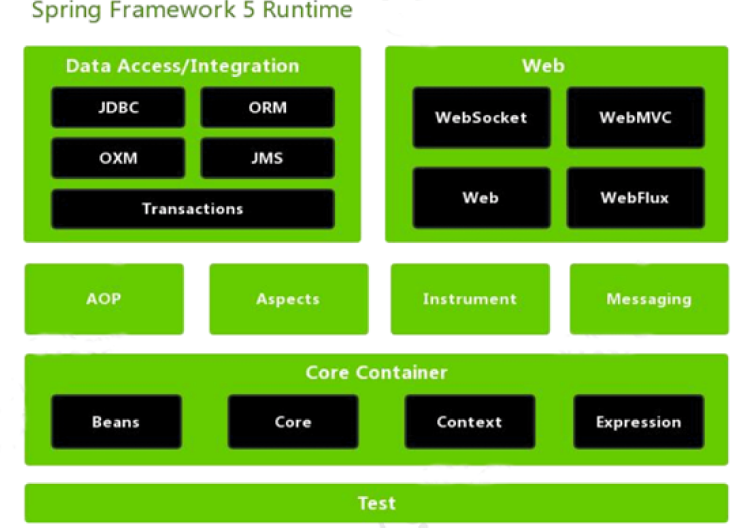 Spring Framework 5 Runtime
Data Access/Integration
JDBC
ORM
OXM
JMS
Transactions
Web
WebSocket
WebMVC
Web
WebFlux
AOP
Aspects
Instrument
Messaging
Core Container
Beans
Core
Context
Expression
Test